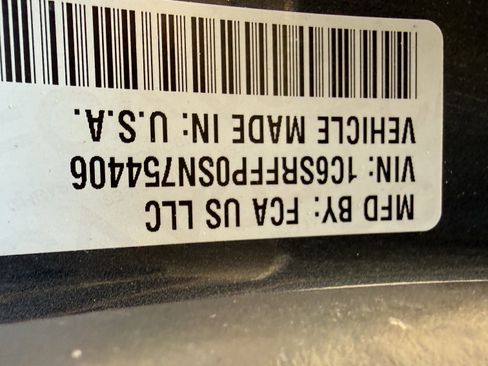 MFD BY: FCA US LLC
VIN: 1C6SRFFP0SN754406
VEHICLE MADE IN: U.S.A.